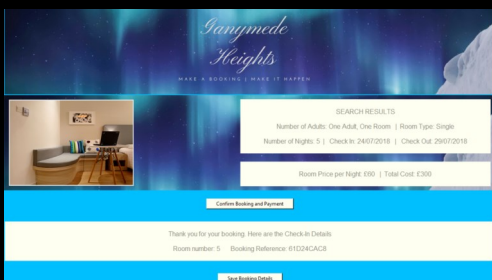 Ganymede
Heights
MAKE A BOOKING | MAKE IT HAPPEN
SEARCH RESULTS
Number of Adults: One Adult, One Room | Room Type: Single
Number of Nights: 5 | Check In: 24/07/2018 | Check Out: 29/07/2018
Room Price per Night: £60 | Total Cost: £300
Confirm Booking and Payment
Thank you for your booking. Here are the Check-In Details
Room number: 5 Booking Reference: 61D24CAC8
Save Booking Details